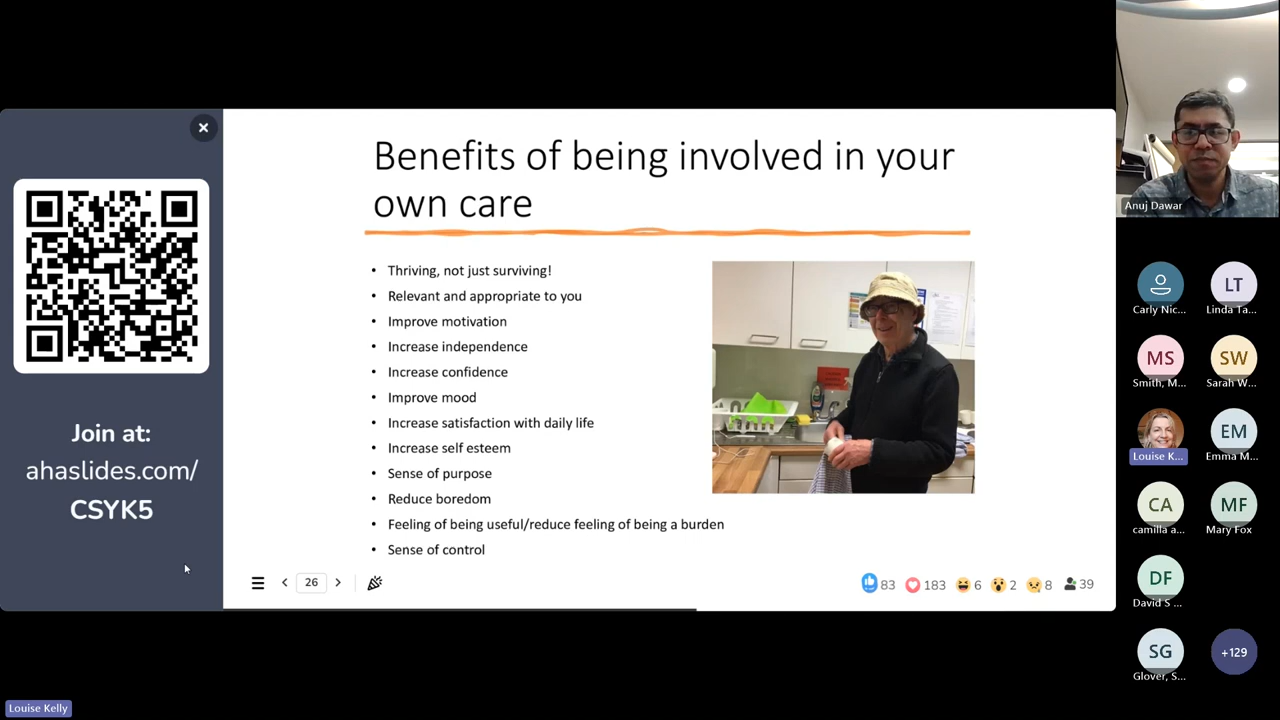 Join at:
ahaslides.com/
CSYK5
Benefits of being involved in your
own care
• Thriving, not just surviving!
• Relevant and appropriate to you
• Improve motivation
• Increase independence
• Increase confidence
• Improve mood
• Increase satisfaction with daily life
• Increase self esteem
• Sense of purpose
• Reduce boredom
• Feeling of being useful/reduce feeling of being a burden
• Sense of control
26
83
183
6
2
8
39
Anuj Dawar
Carly Nic...
LT
Linda Ta...
MS
Smith, M...
SW
Sarah W...
Louise K...
EM
Emma M...
CA
camilla a...
MF
Mary Fox
DF
David S ...
SG
Glover, S...
+129
Louise Kelly